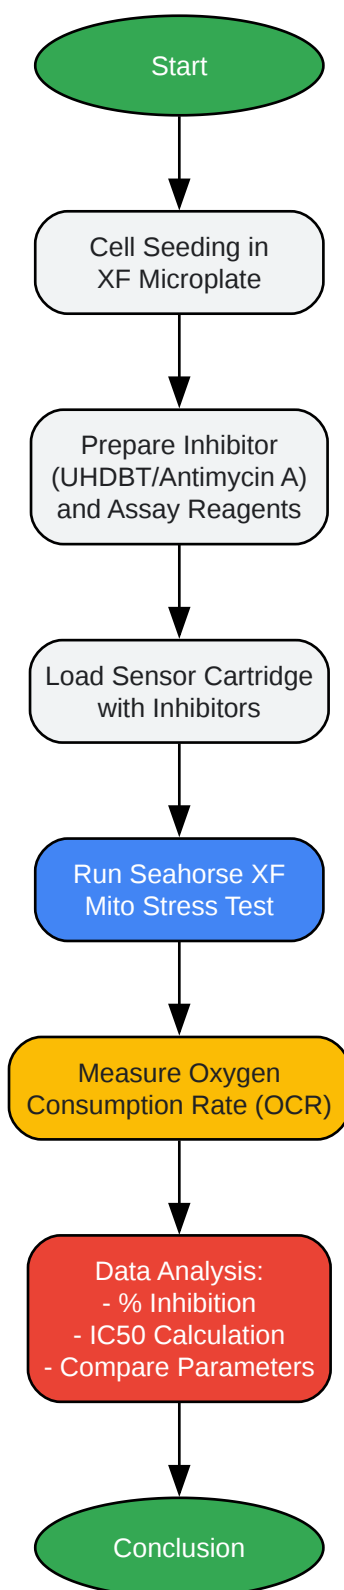 Start
Cell Seeding in
XF Microplate
Prepare Inhibitor
(UHDBT/Antimycin A)
and Assay Reagents
Load Sensor Cartridge
with Inhibitors
Run Seahorse XF
Mito Stress Test
Measure Oxygen
Consumption Rate (OCR)
Data Analysis:
- % Inhibition
- IC50 Calculation
- Compare Parameters
Conclusion